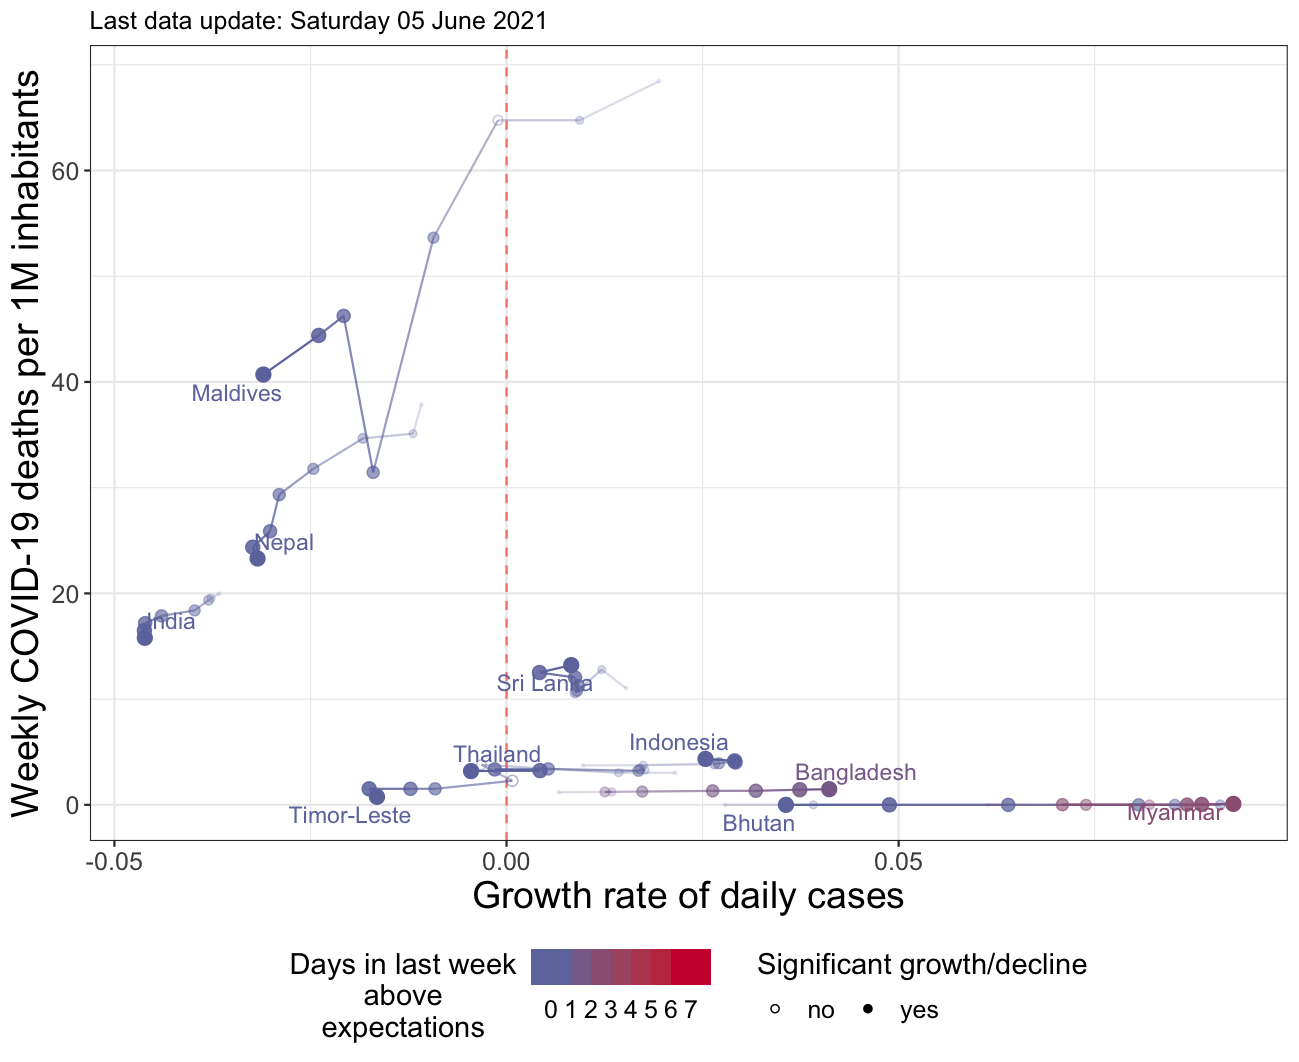 Last data update: Saturday 05 June 2021
Weekly COVID-19 deaths per 1M inhabitants
60
40
20
0
Maldives
Nepal
India
Sri Lanka
Thailand
Indonesia
Bangladesh
Timor-Leste
Bhutan
Myanmar
-0.05
0.00
0.05
Growth rate of daily cases
Days in last week
above
expectations
0 1 2 3 4 5 6 7
Significant growth/decline
no
yes